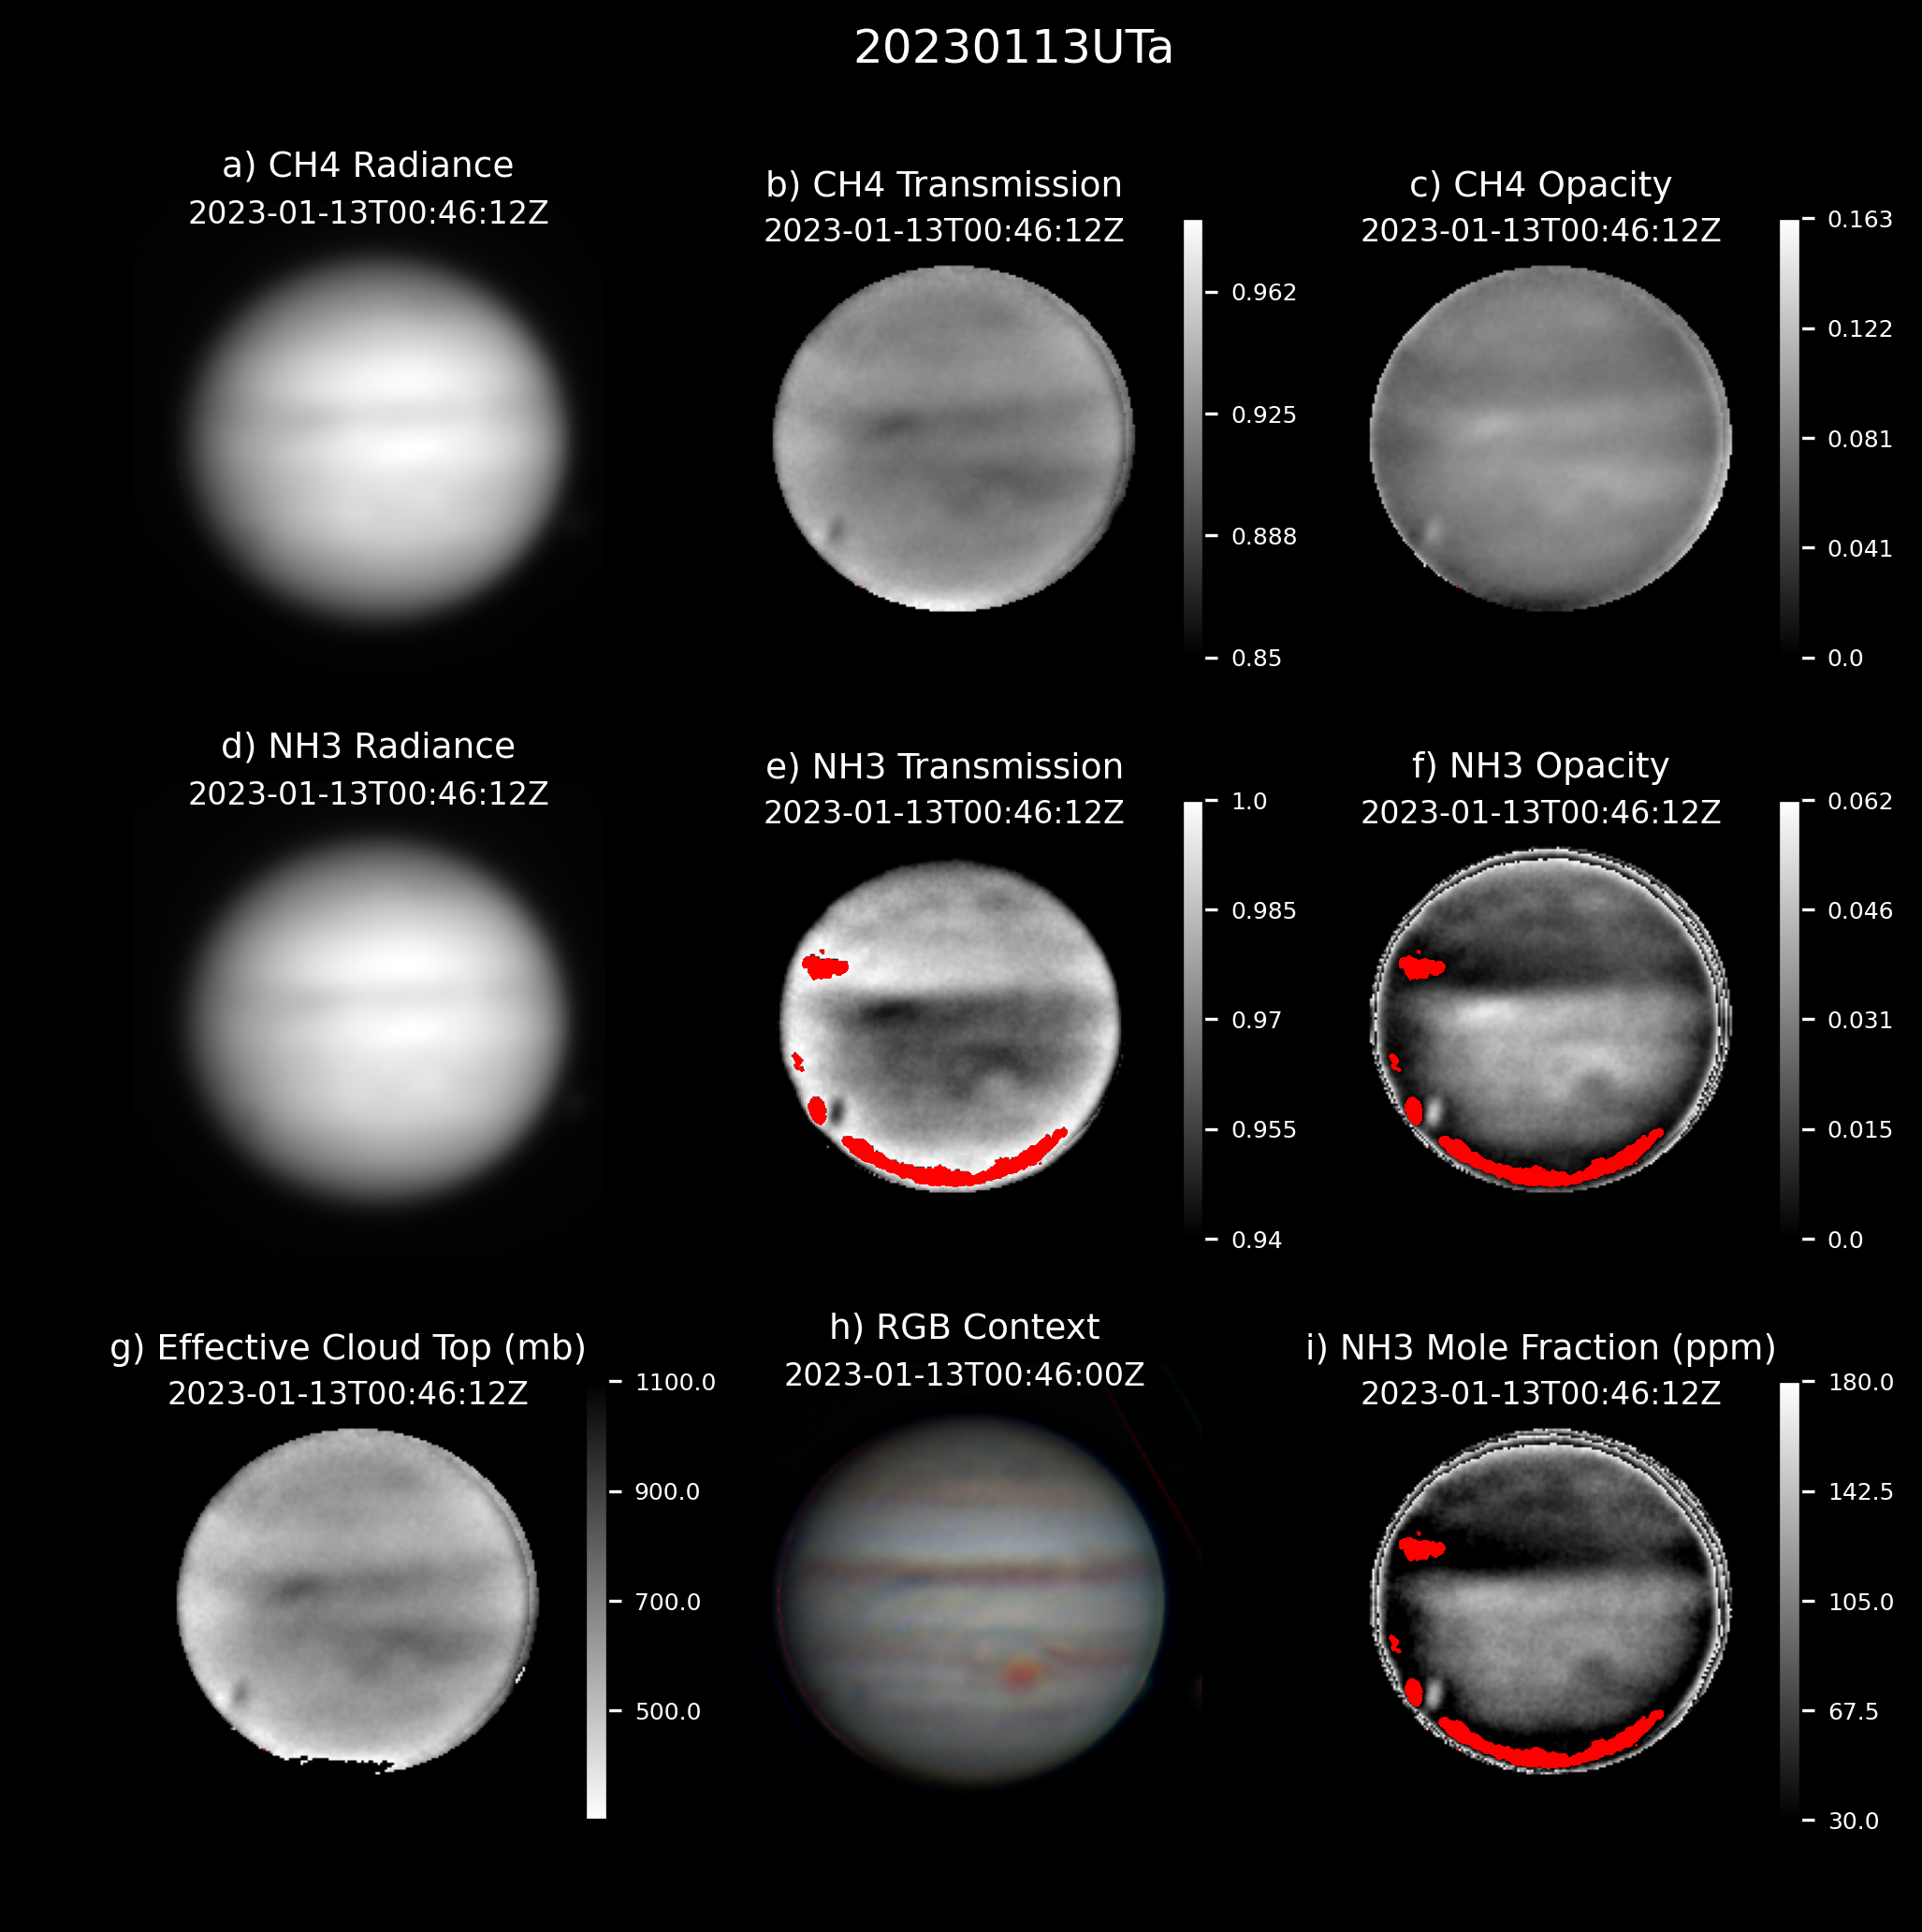 20230113UTa
a) CH4 Radiance
2023-01-13T00:46:12Z
b) CH4 Transmission
2023-01-13T00:46:12Z
0.962
0.925
0.888
0.85
c) CH4 Opacity
2023-01-13T00:46:12Z
0.163
0.122
0.081
0.041
0.0
d) NH3 Radiance
2023-01-13T00:46:12Z
e) NH3 Transmission
2023-01-13T00:46:12Z
1.0
0.985
0.97
0.955
0.94
f) NH3 Opacity
2023-01-13T00:46:12Z
0.062
0.046
0.031
0.015
0.0
g) Effective Cloud Top (mb)
2023-01-13T00:46:12Z
1100.0
900.0
700.0
500.0
h) RGB Context
2023-01-13T00:46:00Z
i) NH3 Mole Fraction (ppm)
2023-01-13T00:46:12Z
180.0
142.5
105.0
67.5
30.0